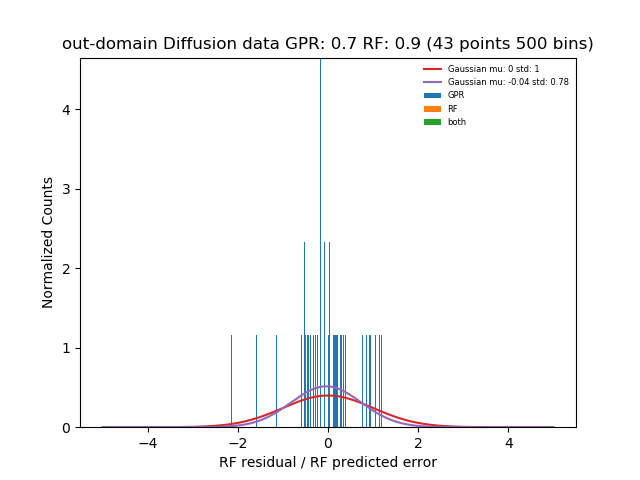 out-domain Diffusion data GPR: 0.7 RF: 0.9 (43 points 500 bins)
Gaussian mu: 0 std: 1
Gaussian mu: -0.04 std: 0.78
GPR
RF
both
Normalized Counts
4
3
2
1
0
−4
−2
0
2
4
RF residual / RF predicted error